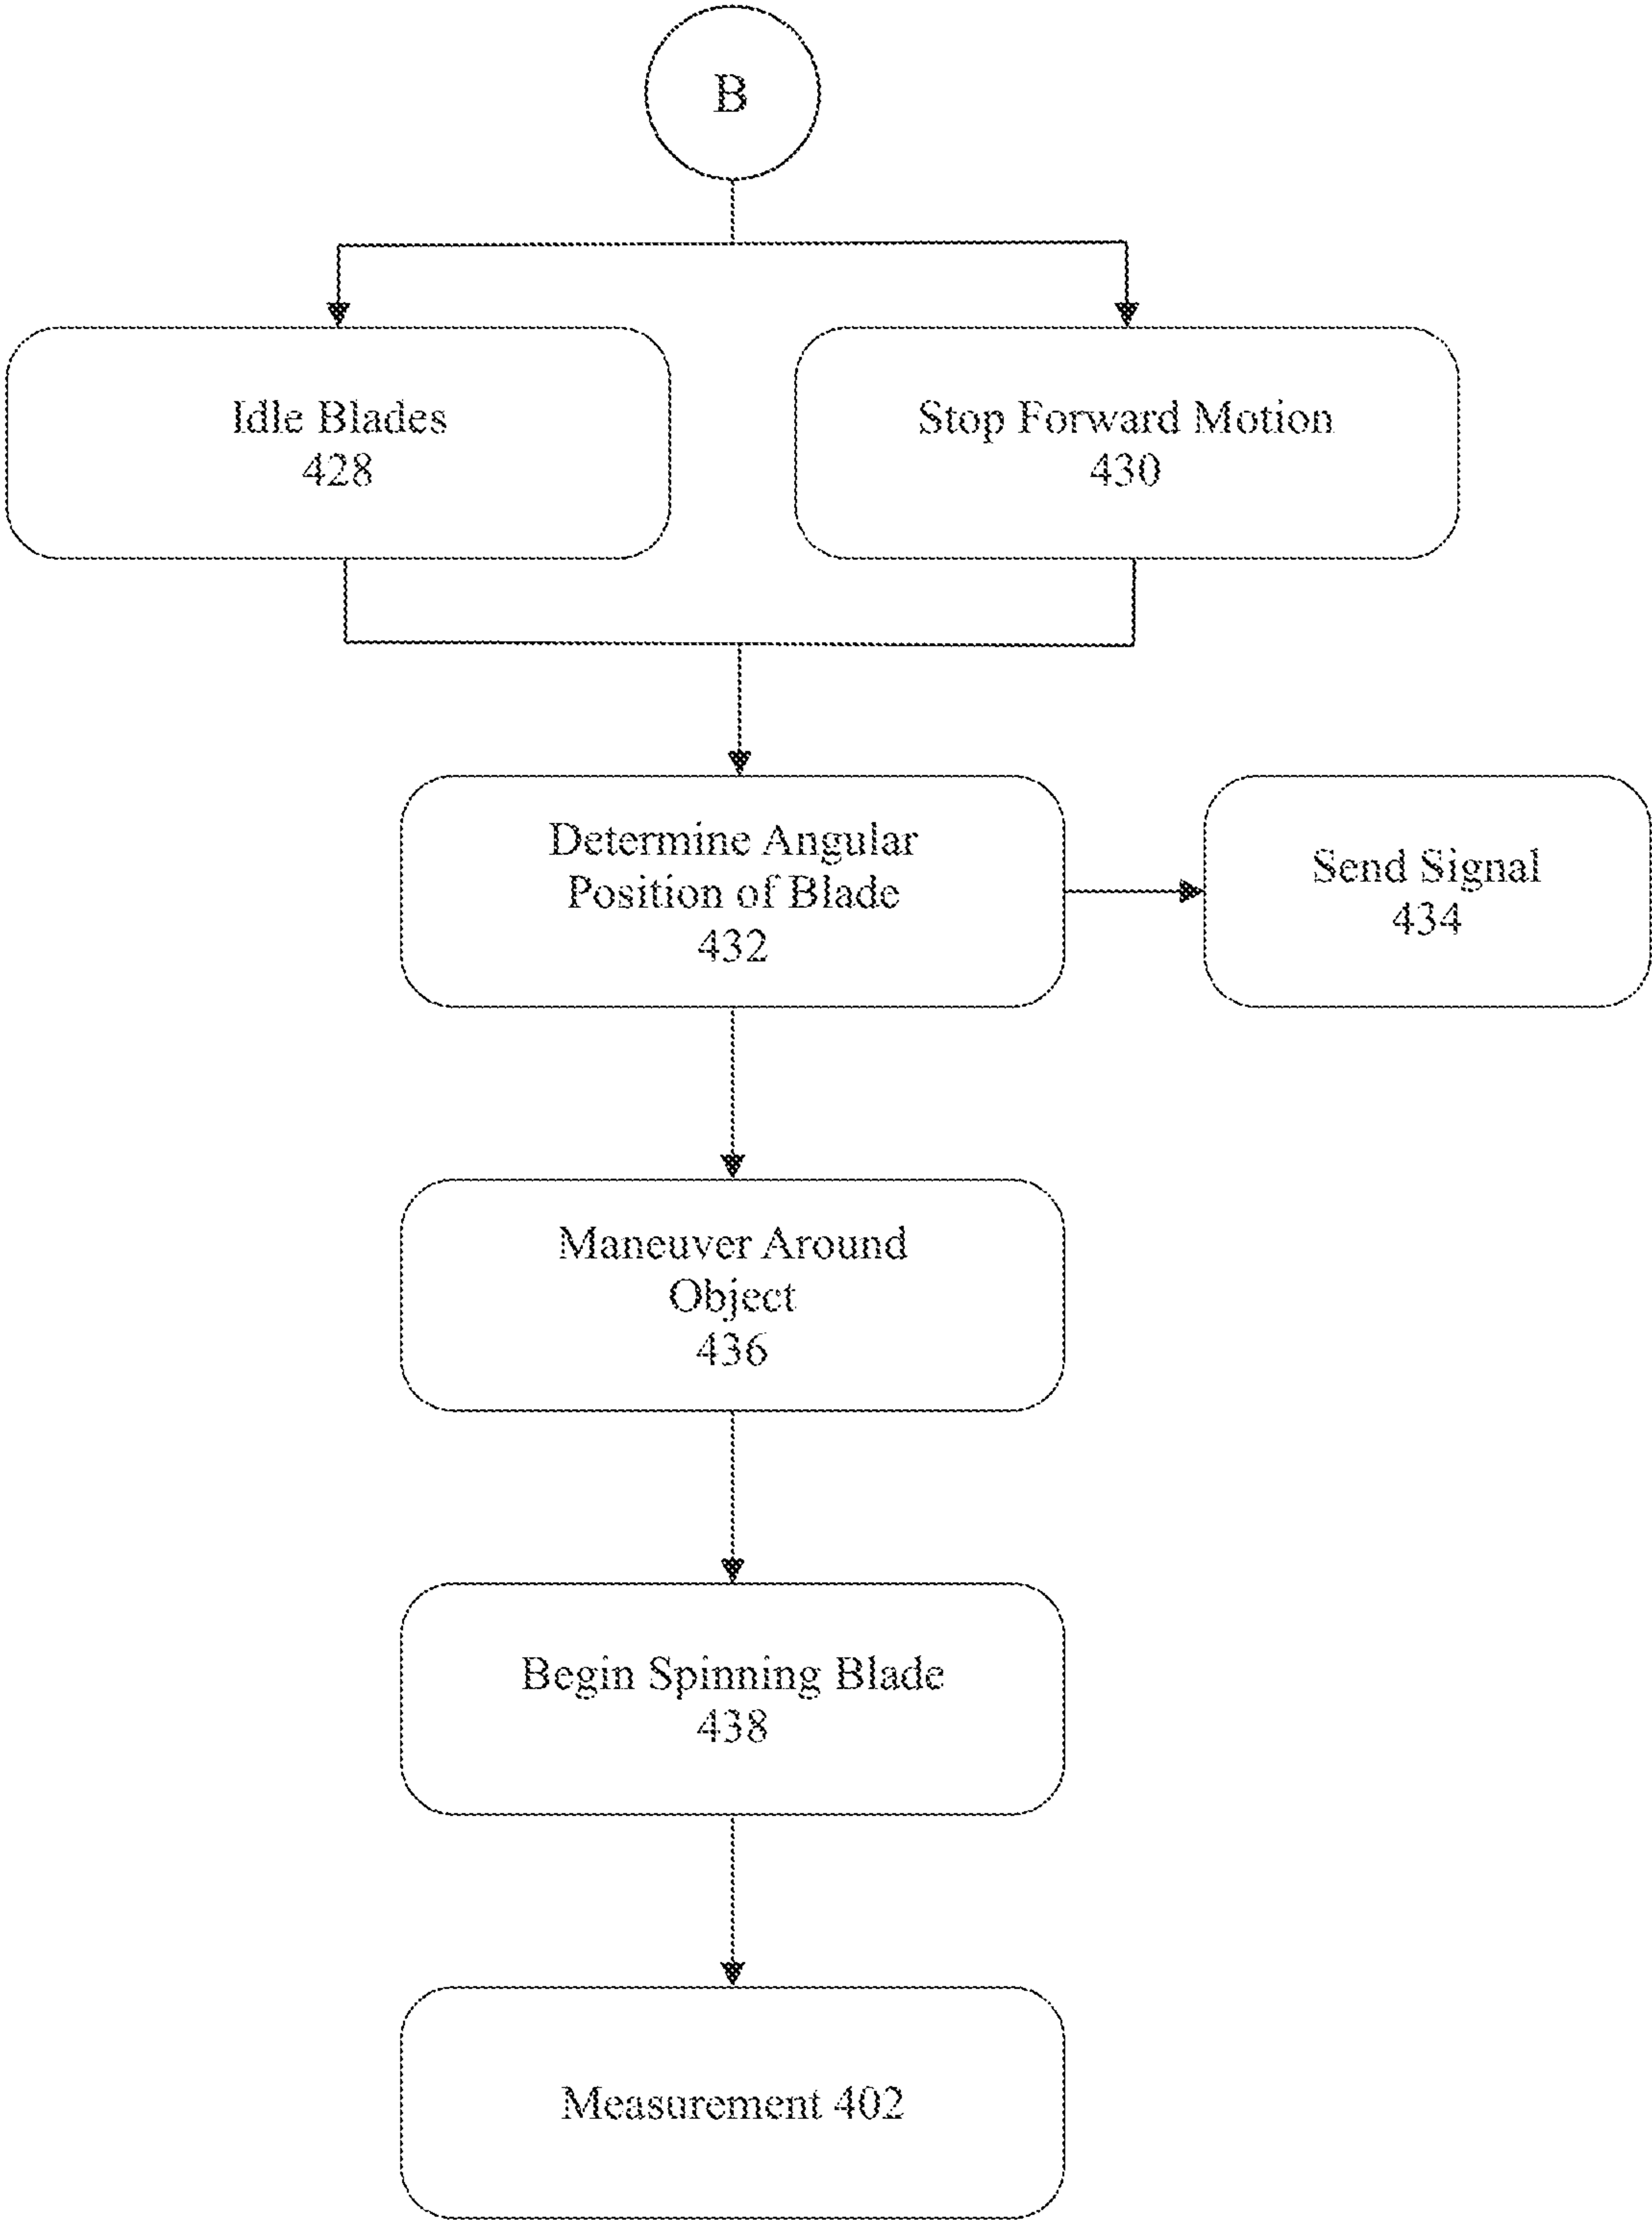 B
Idle Blades
428
Stop Forward Motion
430
Determine Angular
Position of Blade
432
Send Signal
434
Maneuver Around
Object
436
Begin Spinning Blade
438
Measurement 402